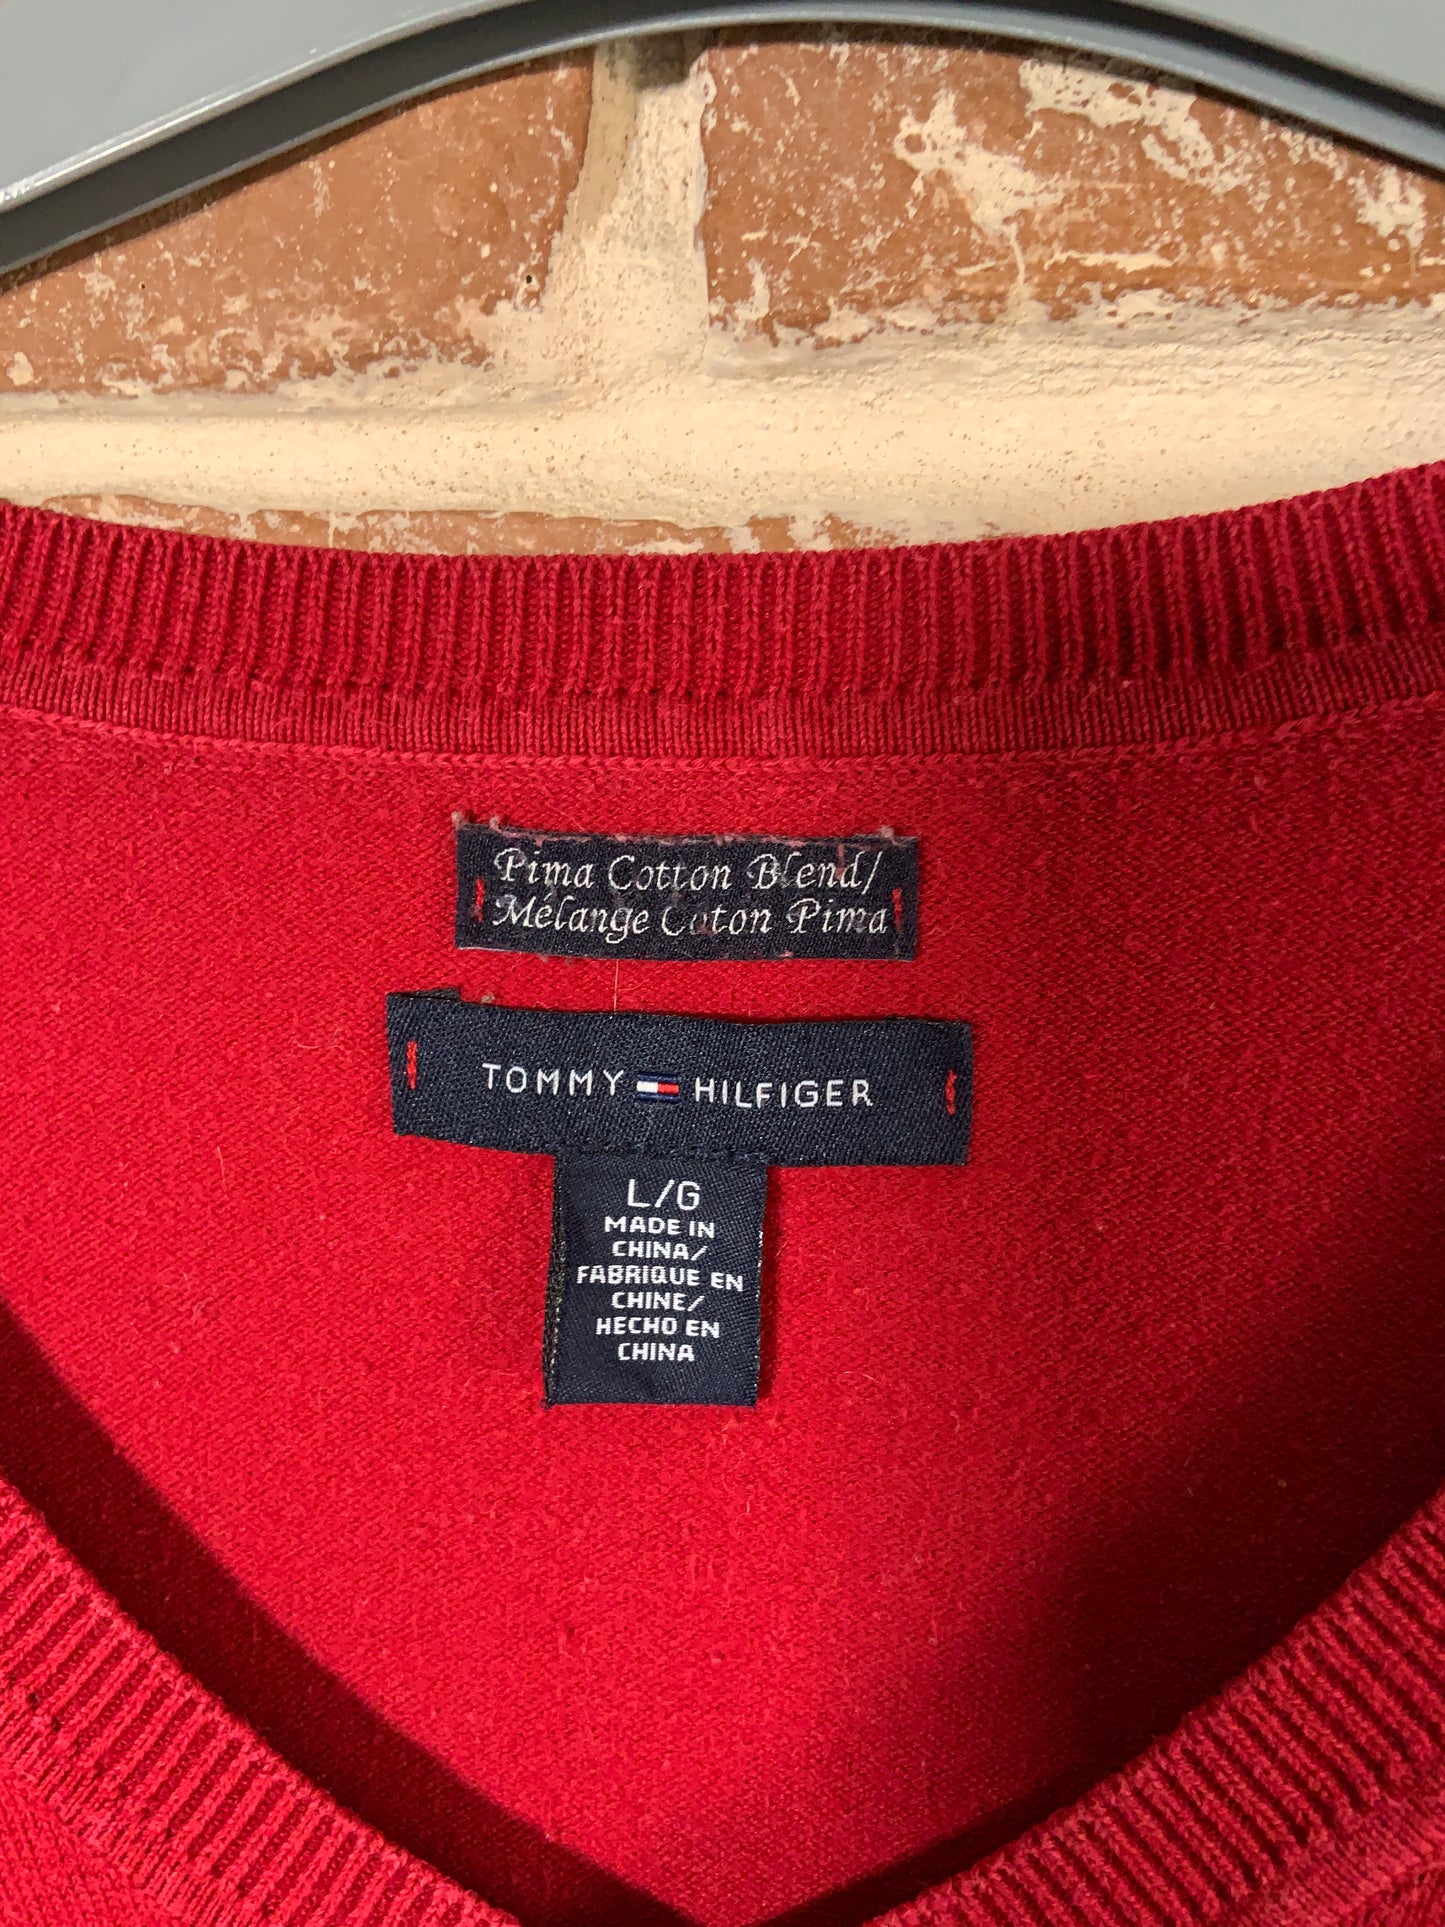 Pima Cotton Blend/
Mélange Coton Pima
TOMMY HILFIGER
L/G
MADE IN
CHINA/
FABRIQUE EN
CHINE/
HECHO EN
CHINA